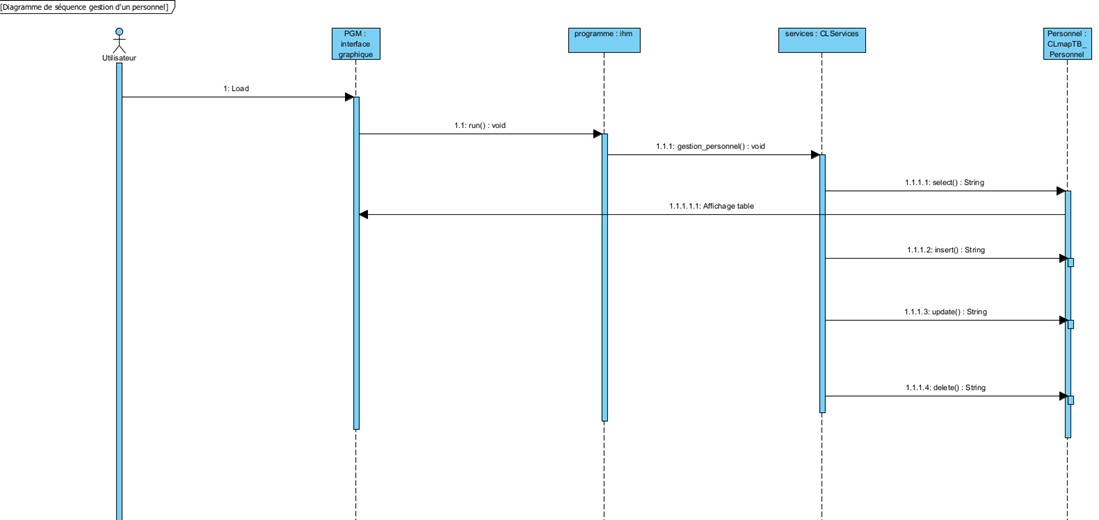 [Diagramme de séquence gestion d'un personnel]
Utilisateur
PGM :
interface
graphique
programme : ihm
services : CLServices
Personnel :
CLmapTB_
Personnel
1: Load
1.1: run() : void
1.1.1: gestion_personnel() : void
1.1.1.1: select() : String
1.1.1.1.1: Affichage table
1.1.1.2: insert() : String
1.1.1.3: update() : String
1.1.1.4: delete() : String